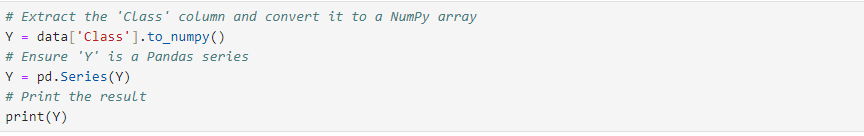 # Extract the 'Class' column and convert it to a NumPy array
Y = data['Class'].to_numpy()
# Ensure 'Y' is a Pandas series
Y = pd.Series(Y)
# Print the result
print(Y)